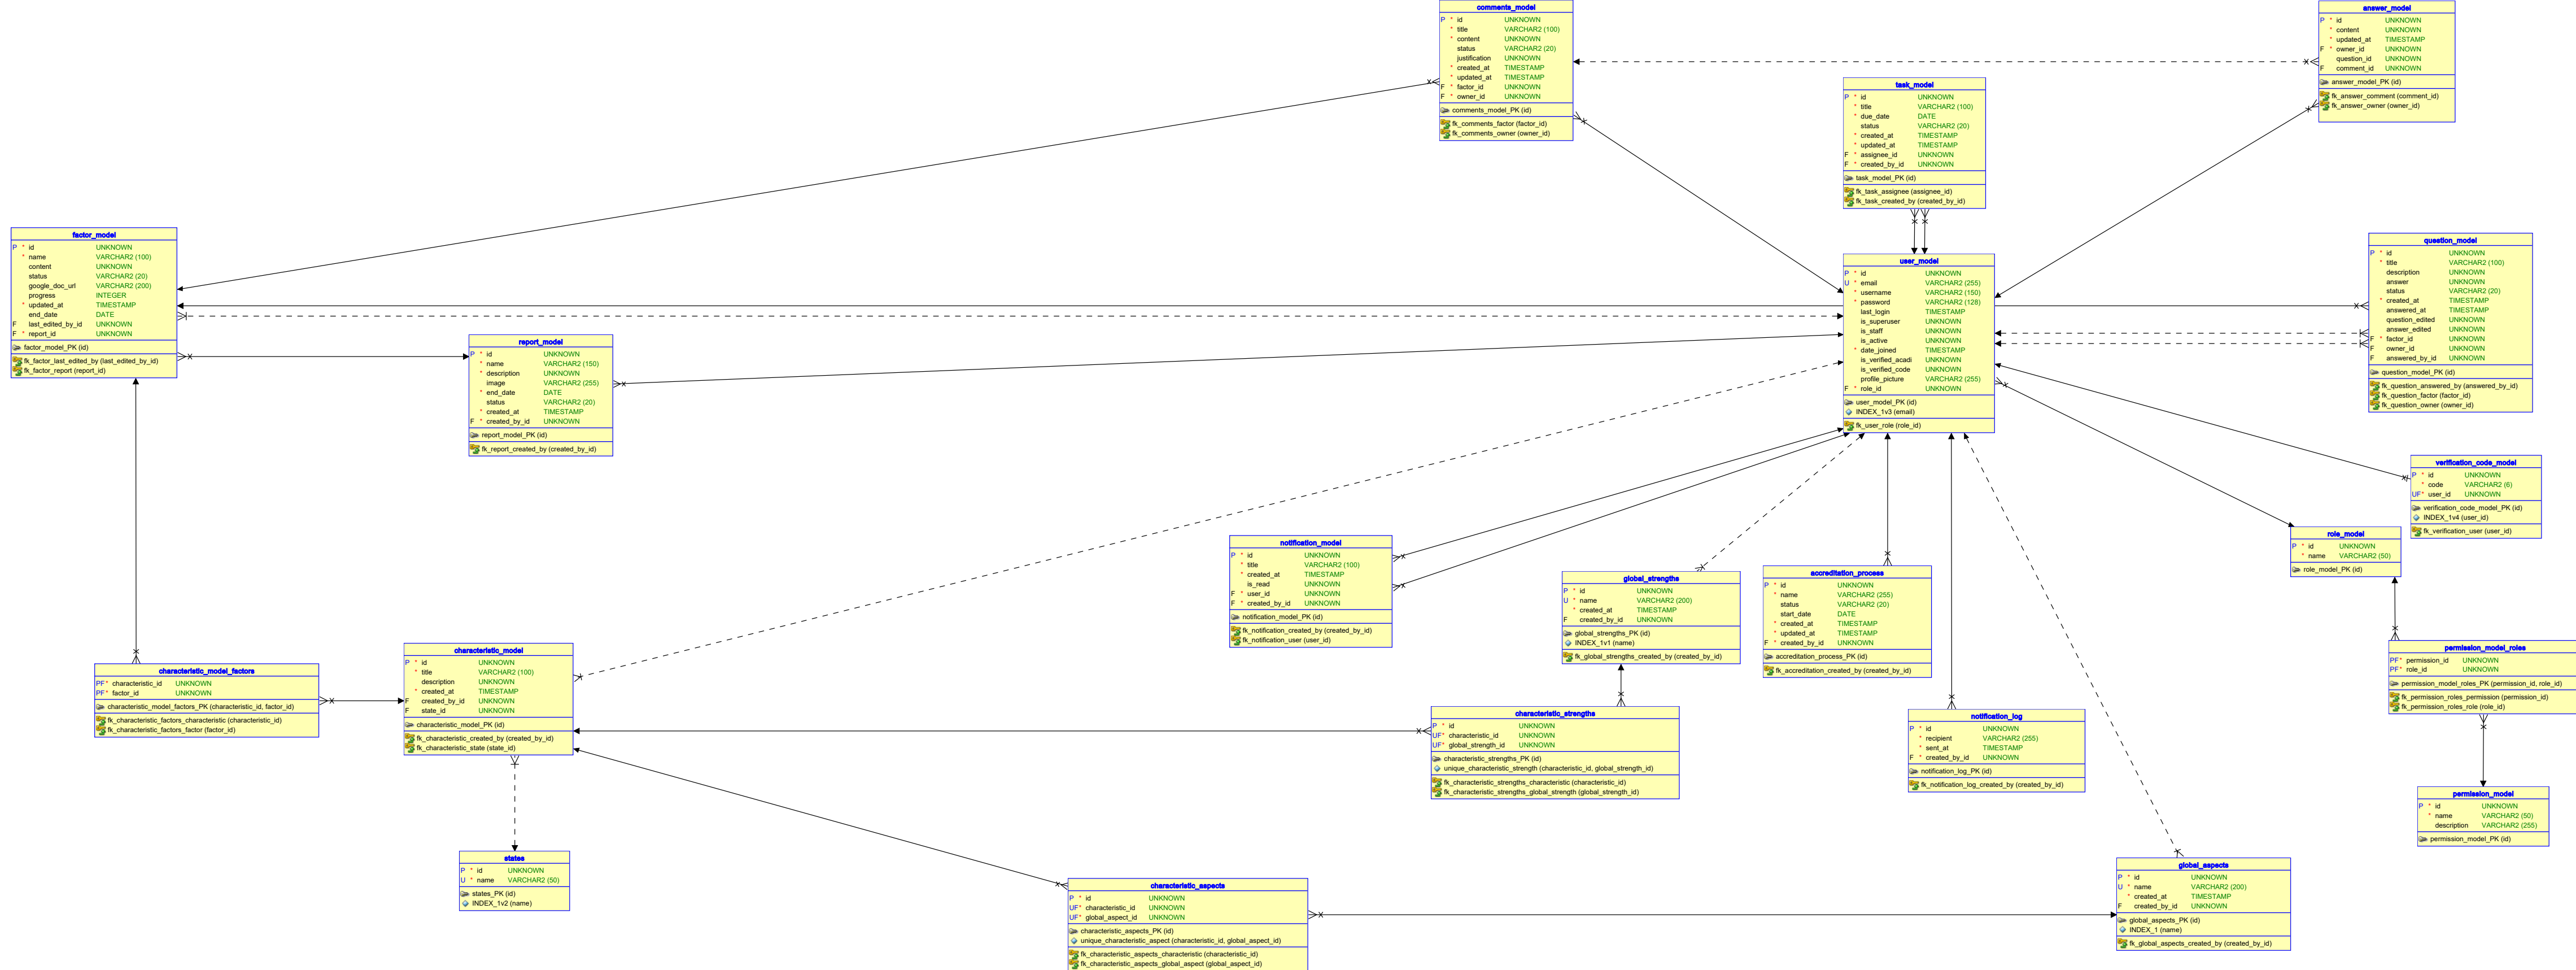 comments_model
P * id UNKNOWN
* title VARCHAR2 (100)
* content UNKNOWN
status VARCHAR2 (20)
justification UNKNOWN
* created_at TIMESTAMP
* updated_at TIMESTAMP
F * factor_id UNKNOWN
F * owner_id UNKNOWN
comments_model_PK (id)
fk_comments_factor (factor_id)
fk_comments_owner (owner_id)
answer_model
P * id UNKNOWN
* content UNKNOWN
* updated_at TIMESTAMP
F * owner_id UNKNOWN
question_id UNKNOWN
F comment_id UNKNOWN
answer_model_PK (id)
fk_answer_comment (comment_id)
fk_answer_owner (owner_id)
task_model
P * id UNKNOWN
* title VARCHAR2 (100)
* due_date DATE
status VARCHAR2 (20)
* created_at TIMESTAMP
* updated_at TIMESTAMP
F * assignee_id UNKNOWN
F * created_by_id UNKNOWN
task_model_PK (id)
fk_task_assignee (assignee_id)
fk_task_created_by (created_by_id)
factor_model
P * id UNKNOWN
* name VARCHAR2 (100)
content UNKNOWN
status VARCHAR2 (20)
google_doc_url VARCHAR2 (200)
progress INTEGER
* updated_at TIMESTAMP
end_date DATE
F last_edited_by_id UNKNOWN
F * report_id UNKNOWN
factor_model_PK (id)
fk_factor_last_edited_by (last_edited_by_id)
fk_factor_report (report_id)
question_model
P * id UNKNOWN
* title VARCHAR2 (100)
description UNKNOWN
answer UNKNOWN
status VARCHAR2 (20)
* created_at TIMESTAMP
answered_at TIMESTAMP
question_edited UNKNOWN
answer_edited UNKNOWN
F * factor_id UNKNOWN
F owner_id UNKNOWN
F answered_by_id UNKNOWN
question_model_PK (id)
fk_question_answered_by (answered_by_id)
fk_question_factor (factor_id)
fk_question_owner (owner_id)
user_model
P * id UNKNOWN
U * email VARCHAR2 (255)
* username VARCHAR2 (150)
* password VARCHAR2 (128)
last_login TIMESTAMP
is_superuser UNKNOWN
is_staff UNKNOWN
is_active UNKNOWN
* date_joined TIMESTAMP
is_verified_acadi UNKNOWN
is_verified_code UNKNOWN
profile_picture VARCHAR2 (255)
F * role_id UNKNOWN
user_model_PK (id)
INDEX_1v3 (email)
fk_user_role (role_id)
report_model
P * id UNKNOWN
* name VARCHAR2 (150)
* description UNKNOWN
image VARCHAR2 (255)
* end_date DATE
status VARCHAR2 (20)
* created_at TIMESTAMP
F * created_by_id UNKNOWN
report_model_PK (id)
fk_report_created_by (created_by_id)
verification_code_model
P * id UNKNOWN
* code VARCHAR2 (6)
UF* user_id UNKNOWN
verification_code_model_PK (id)
INDEX_1v4 (user_id)
fk_verification_user (user_id)
role_model
P * id UNKNOWN
* name VARCHAR2 (50)
role_model_PK (id)
notification_model
P * id UNKNOWN
* title VARCHAR2 (100)
* created_at TIMESTAMP
is_read UNKNOWN
F * user_id UNKNOWN
F * created_by_id UNKNOWN
notification_model_PK (id)
fk_notification_created_by (created_by_id)
fk_notification_user (user_id)
global_strengths
P * id UNKNOWN
U * name VARCHAR2 (200)
* created_at TIMESTAMP
F created_by_id UNKNOWN
global_strengths_PK (id)
INDEX_1v1 (name)
fk_global_strengths_created_by (created_by_id)
accreditation_process
P * id UNKNOWN
* name VARCHAR2 (255)
status VARCHAR2 (20)
start_date DATE
* created_at TIMESTAMP
* updated_at TIMESTAMP
F * created_by_id UNKNOWN
accreditation_process_PK (id)
fk_accreditation_created_by (created_by_id)
characteristic_model_factors
PF* characteristic_id UNKNOWN
PF* factor_id UNKNOWN
characteristic_model_factors_PK (characteristic_id, factor_id)
fk_characteristic_factors_characteristic (characteristic_id)
fk_characteristic_factors_factor (factor_id)
characteristic_model
P * id UNKNOWN
* title VARCHAR2 (100)
description UNKNOWN
* created_at TIMESTAMP
F created_by_id UNKNOWN
F state_id UNKNOWN
characteristic_model_PK (id)
fk_characteristic_created_by (created_by_id)
fk_characteristic_state (state_id)
permission_model_roles
PF* permission_id UNKNOWN
PF* role_id UNKNOWN
permission_model_roles_PK (permission_id, role_id)
fk_permission_roles_permission (permission_id)
fk_permission_roles_role (role_id)
characteristic_strengths
P * id UNKNOWN
UF* characteristic_id UNKNOWN
UF* global_strength_id UNKNOWN
characteristic_strengths_PK (id)
unique_characteristic_strength (characteristic_id, global_strength_id)
fk_characteristic_strengths_characteristic (characteristic_id)
fk_characteristic_strengths_global_strength (global_strength_id)
notification_log
P * id UNKNOWN
* recipient VARCHAR2 (255)
* sent_at TIMESTAMP
F * created_by_id UNKNOWN
notification_log_PK (id)
fk_notification_log_created_by (created_by_id)
permission_model
P * id UNKNOWN
* name VARCHAR2 (50)
description VARCHAR2 (255)
permission_model_PK (id)
states
P * id UNKNOWN
U * name VARCHAR2 (50)
states_PK (id)
INDEX_1v2 (name)
characteristic_aspects
P * id UNKNOWN
UF* characteristic_id UNKNOWN
UF* global_aspect_id UNKNOWN
characteristic_aspects_PK (id)
unique_characteristic_aspect (characteristic_id, global_aspect_id)
fk_characteristic_aspects_characteristic (characteristic_id)
fk_characteristic_aspects_global_aspect (global_aspect_id)
global_aspects
P * id UNKNOWN
U * name VARCHAR2 (200)
* created_at TIMESTAMP
F created_by_id UNKNOWN
global_aspects_PK (id)
INDEX_1 (name)
fk_global_aspects_created_by (created_by_id)